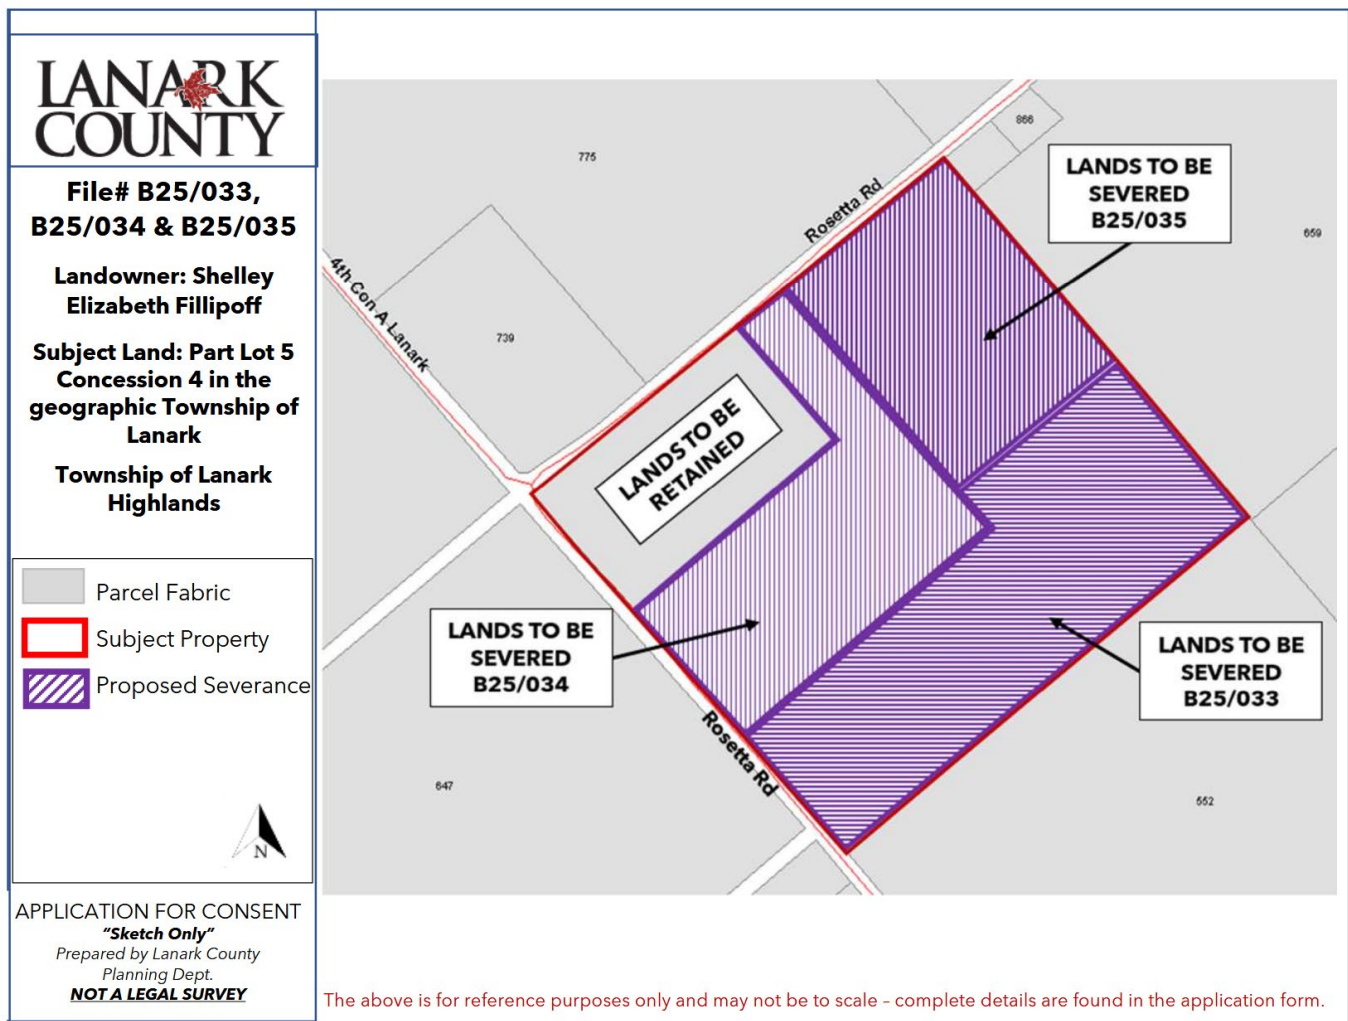 LANARK
COUNTY
File# B25/033,
B25/034 & B25/035
Landowner: Shelley
Elizabeth Fillipoff
Subject Land: Part Lot 5
Concession 4 in the
geographic Township of
Lanark
Township of Lanark
Highlands
Parcel Fabric
Subject Property
Proposed Severance
N
APPLICATION FOR CONSENT
“Sketch Only”
Prepared by Lanark County
Planning Dept.
NOT A LEGAL SURVEY
775
866
Rosetta Rd
LANDS TO BE
SEVERED
B25/035
659
4th Con A Lanark
739
LANDS TO BE
RETAINED
LANDS TO BE
SEVERED
B25/034
LANDS TO BE
SEVERED
B25/033
Rosetta Rd
647
552
The above is for reference purposes only and may not be to scale – complete details are found in the application form.